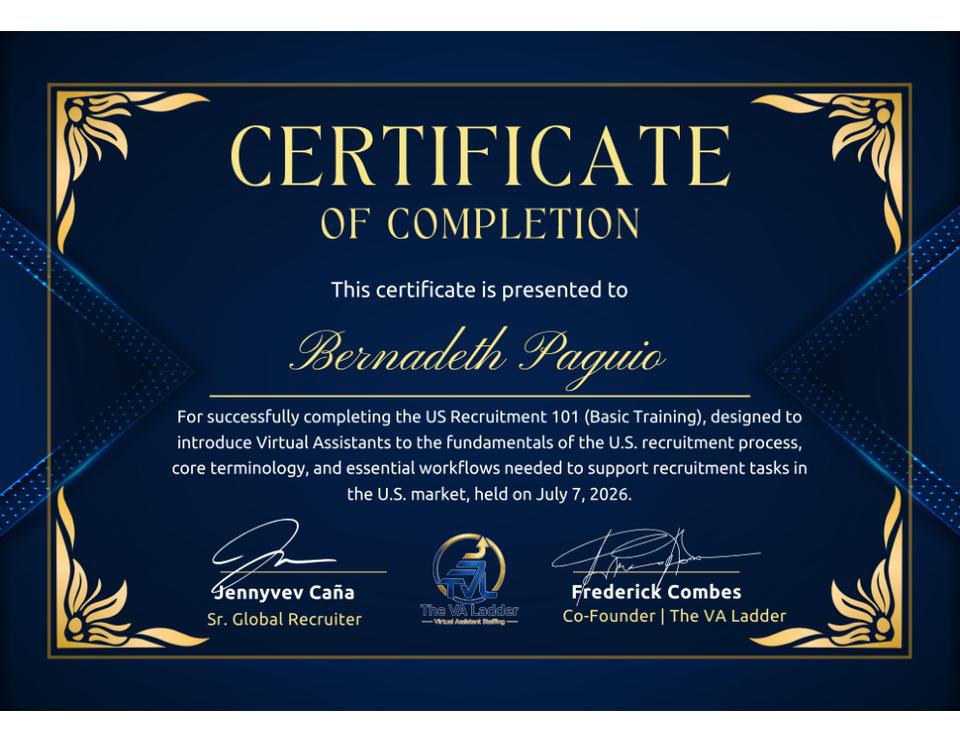 CERTIFICATE
OF COMPLETION
This certificate is presented to
Bernadeth Paguio
For successfully completing the US Recruitment 101 (Basic Training), designed to
introduce Virtual Assistants to the fundamentals of the U.S. recruitment process,
core terminology, and essential workflows needed to support recruitment tasks in
the U.S. market, held on July 7, 2026.
Jennyvev Caña
Sr. Global Recruiter
TVL
The VA Ladder
Virtual Assistant Staffing
Frederick Combes
Co-Founder | The VA Ladder